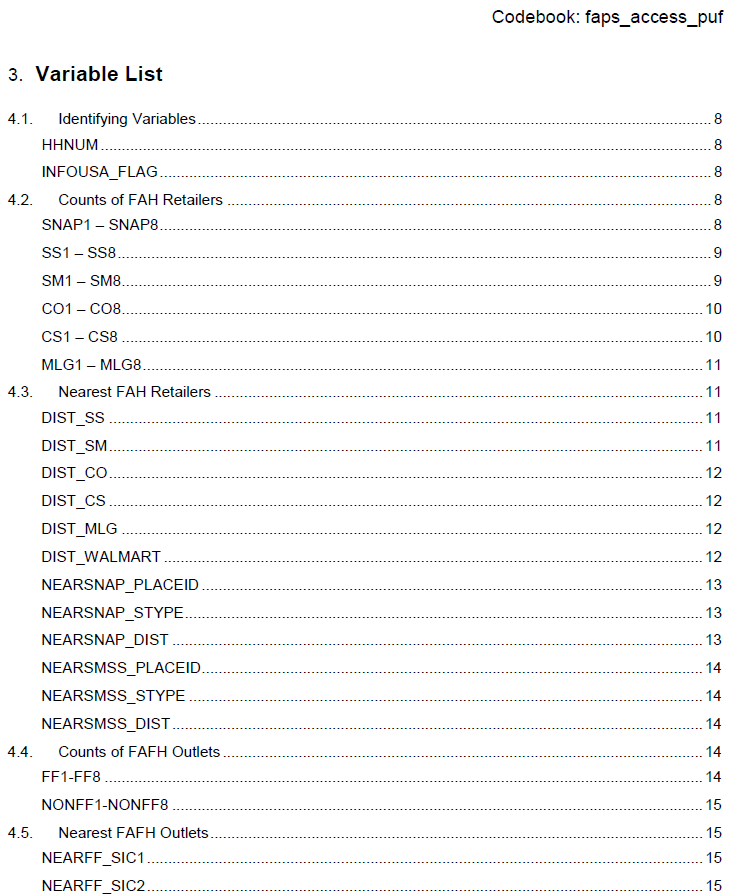 Codebook: faps_access_puf
3. Variable List
4.1. Identifying Variables 8
HHNUM 8
INFOUSA_FLAG 8
4.2. Counts of FAH Retailers 8
SNAP1 – SNAP8 8
SS1 – SS8 9
SM1 – SM8 9
CO1 – CO8 10
CS1 – CS8 10
MLG1 – MLG8 11
4.3. Nearest FAH Retailers 11
DIST_SS 11
DIST_SM 11
DIST_CO 12
DIST_CS 12
DIST_MLG 12
DIST_WALMART 12
NEARSNAP_PLACEID 13
NEARSNAP_STYPE 13
NEARSNAP_DIST 13
NEARSMSS_PLACEID 14
NEARSMSS_STYPE 14
NEARSMSS_DIST 14
4.4. Counts of FAFH Outlets 14
FF1-FF8 14
NONFF1-NONFF8 15
4.5. Nearest FAFH Outlets 15
NEARFF_SIC1 15
NEARFF_SIC2 15